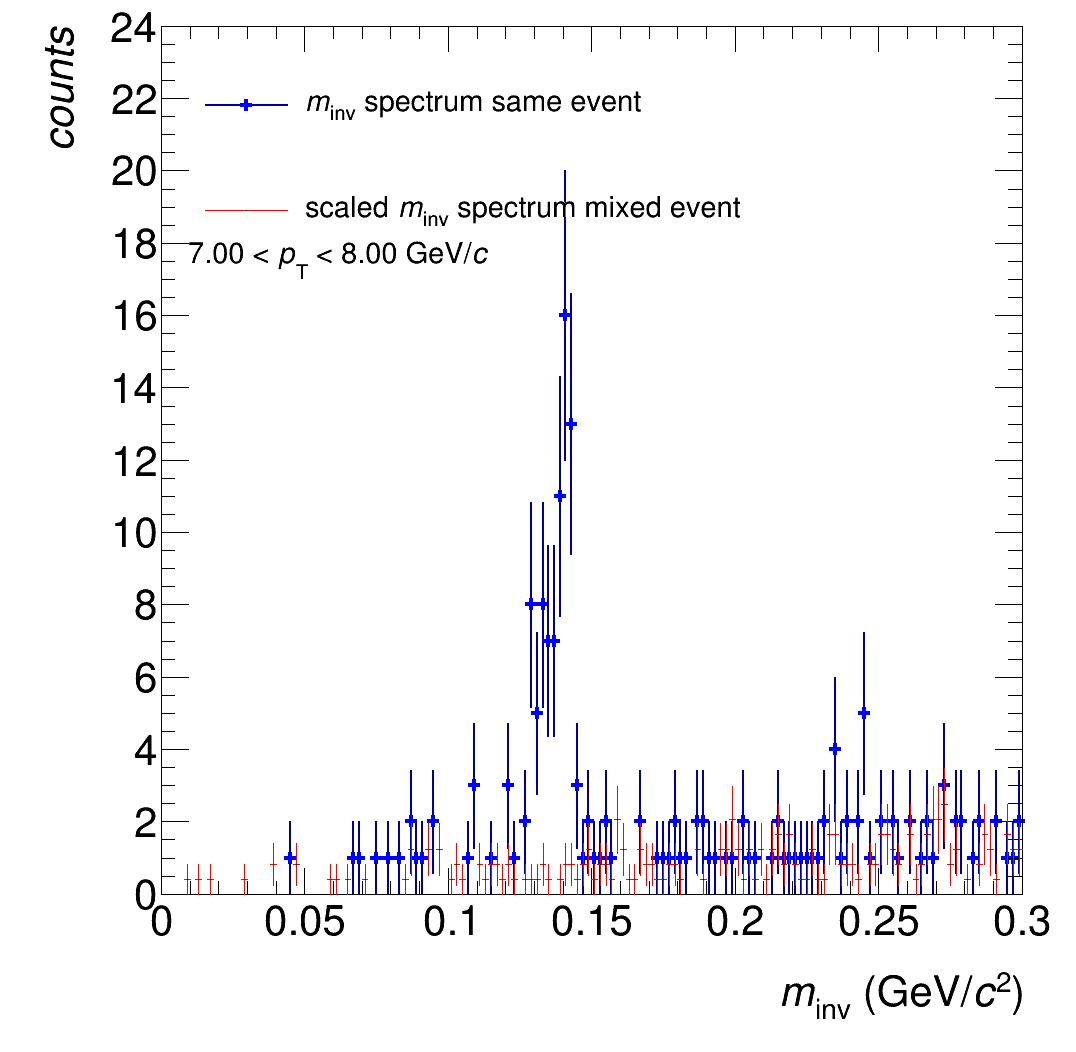 counts
24
22
20
18
16
14
12
10
8
6
4
2
0
m_inv spectrum same event
scaled m_inv spectrum mixed event
7.00 < p_T < 8.00 GeV/c
0 0.05 0.1 0.15 0.2 0.25 0.3
m_inv (GeV/c²)